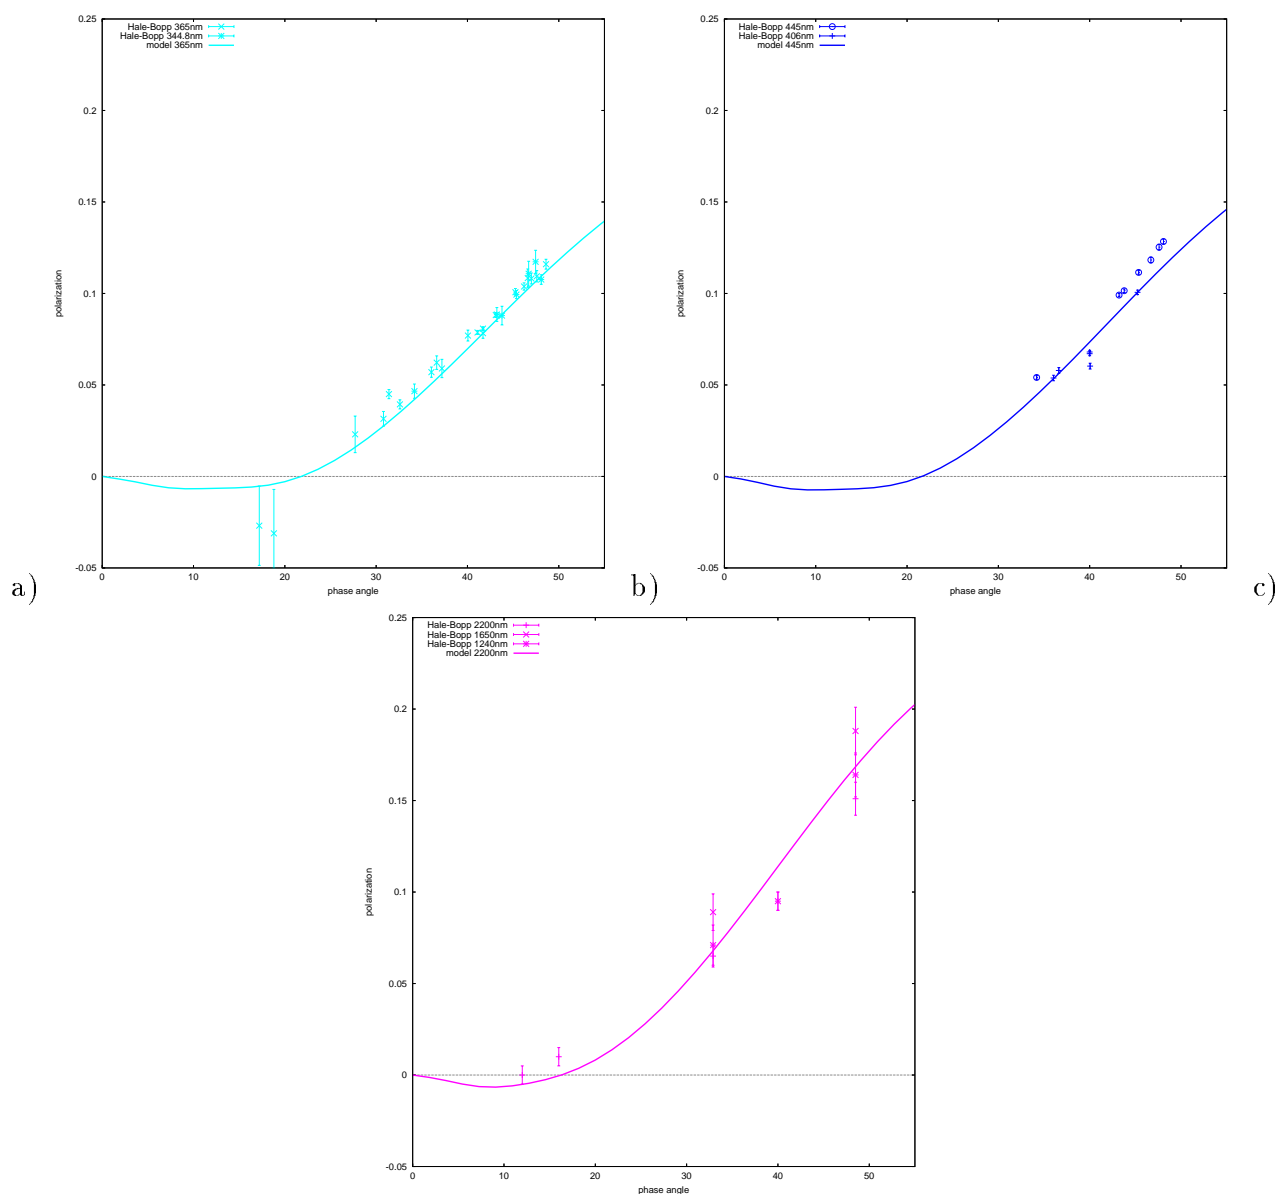 0.25
0.2
0.15
0.1
0.05
0
-0.05
polarization
Hale-Bopp 365nm
Hale-Bopp 344.8nm
model 365nm
0 10 20 30 40 50
phase angle
a)
0.25
0.2
0.15
0.1
0.05
0
-0.05
polarization
Hale-Bopp 445nm
Hale-Bopp 406nm
model 445nm
0 10 20 30 40 50
phase angle
b)
c)
0.25
0.2
0.15
0.1
0.05
0
-0.05
polarization
Hale-Bopp 2200nm
Hale-Bopp 1650nm
Hale-Bopp 1240nm
model 2200nm
0 10 20 30 40 50
phase angle